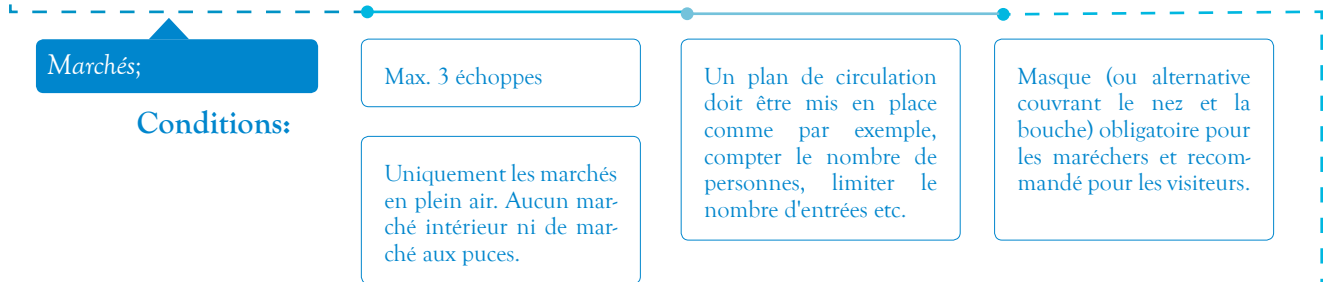 Marchés;
Conditions:
Max. 3 échoppes
Uniquement les marchés
en plein air. Aucun mar-
ché intérieur ni de mar-
ché aux puces.
Un plan de circulation
doit être mis en place
comme par exemple,
compter le nombre de
personnes, limiter le
nombre d'entrées etc.
Masque (ou alternative
couvrant le nez et la
bouche) obligatoire pour
les maréchers et recom-
mandé pour les visiteurs.